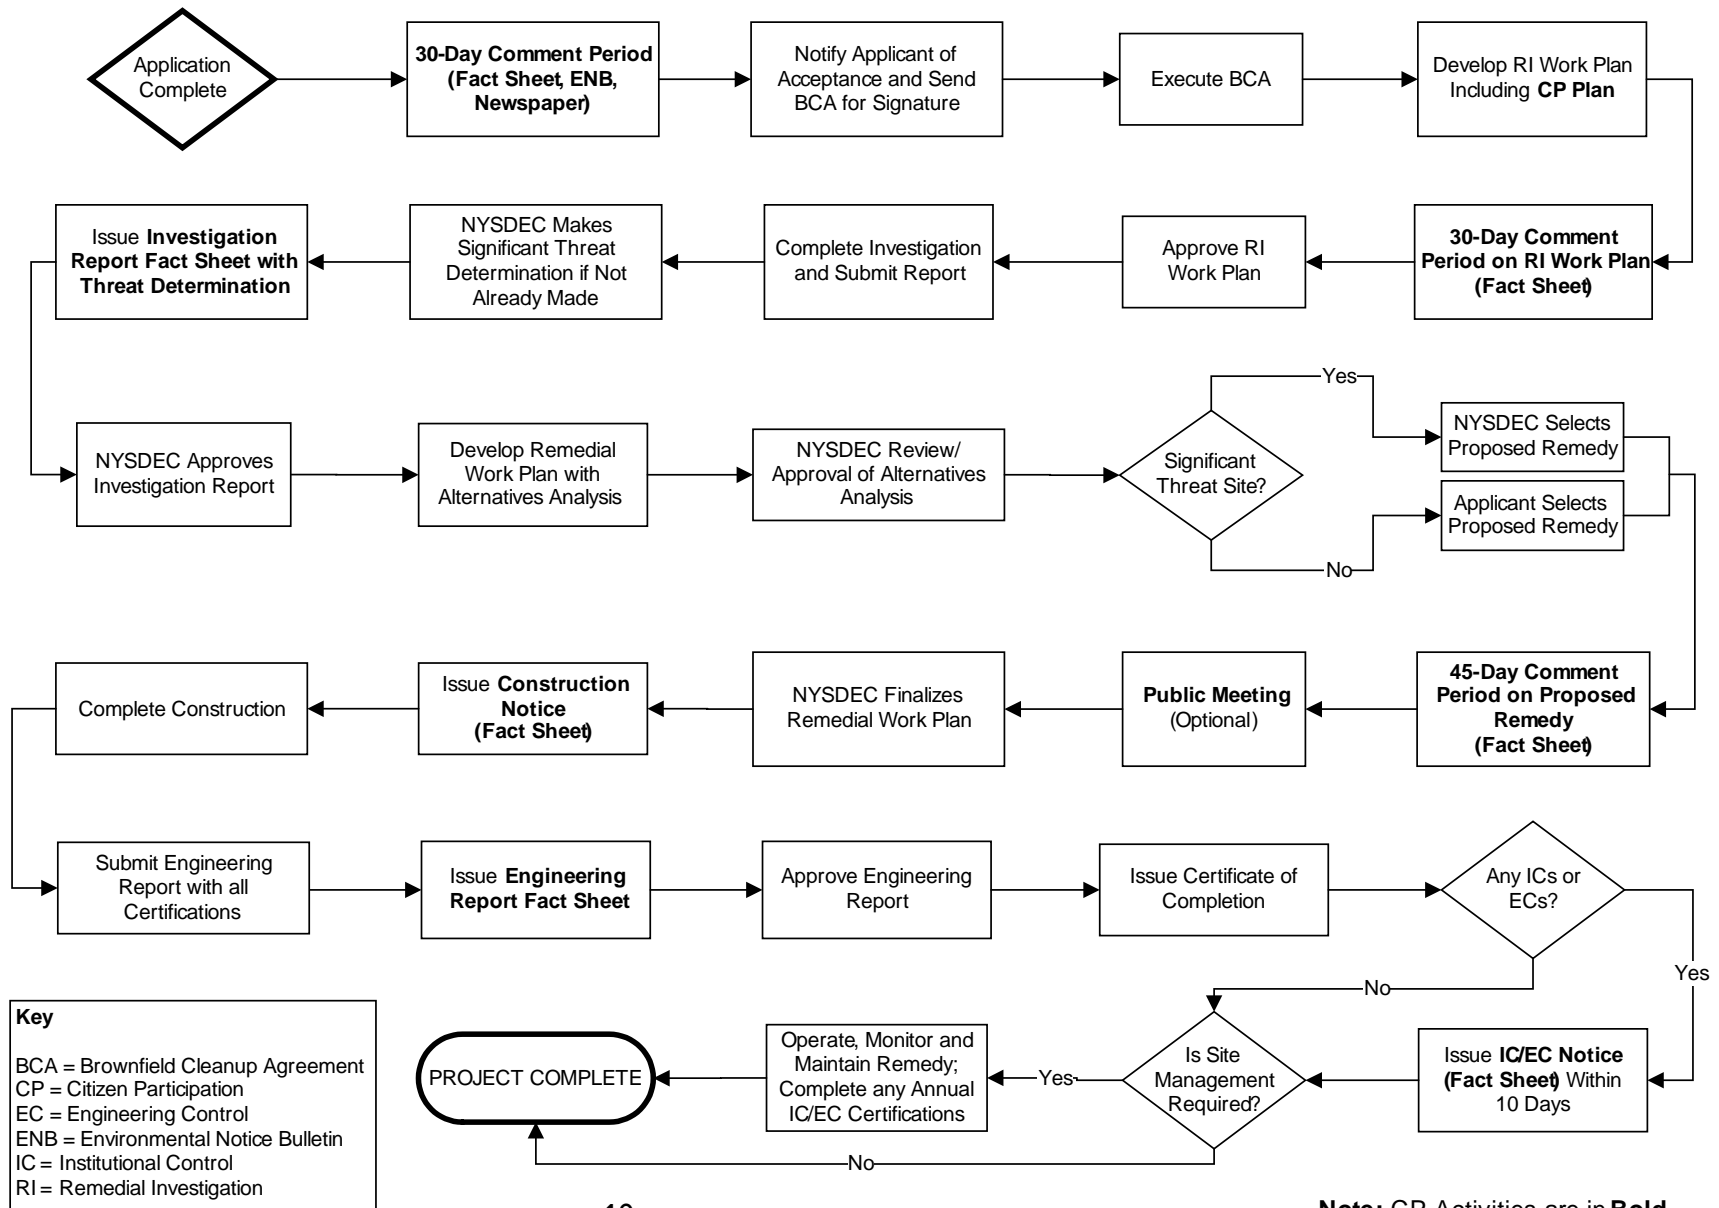 Application
Complete
30-Day Comment Period
(Fact Sheet, ENB,
Newspaper)
Notify Applicant of
Acceptance and Send
BCA for Signature
Execute BCA
Develop RI Work Plan
Including CP Plan
30-Day Comment
Period on RI Work Plan
(Fact Sheet)
Approve RI
Work Plan
Complete Investigation
and Submit Report
NYSDEC Makes
Significant Threat
Determination if Not
Already Made
Issue Investigation
Report Fact Sheet with
Threat Determination
NYSDEC Approves
Investigation Report
Develop Remedial
Work Plan with
Alternatives Analysis
NYSDEC Review/
Approval of Alternatives
Analysis
Significant
Threat Site?
Yes
NYSDEC Selects
Proposed Remedy
No
Applicant Selects
Proposed Remedy
45-Day Comment
Period on Proposed
Remedy
(Fact Sheet)
Public Meeting
(Optional)
NYSDEC Finalizes
Remedial Work Plan
Issue Construction
Notice
(Fact Sheet)
Complete Construction
Submit Engineering
Report with all
Certifications
Issue Engineering
Report Fact Sheet
Approve Engineering
Report
Issue Certificate of
Completion
Any ICs or
ECs?
Yes
No
Issue IC/EC Notice
(Fact Sheet) Within
10 Days
Is Site
Management
Required?
Yes
Operate, Monitor and
Maintain Remedy;
Complete any Annual
IC/EC Certifications
No
PROJECT COMPLETE
Key
BCA = Brownfield Cleanup Agreement
CP = Citizen Participation
EC = Engineering Control
ENB = Environmental Notice Bulletin
IC = Institutional Control
RI = Remedial Investigation
Note: CP Activities are in Bold